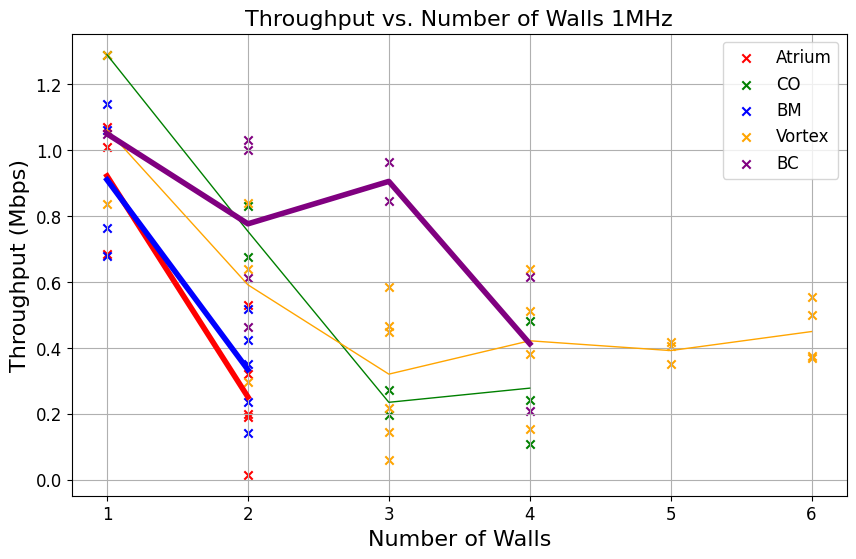 Throughput vs. Number of Walls 1MHz
Throughput (Mbps)
1.2
1.0
0.8
0.6
0.4
0.2
0.0
Atrium
CO
BM
Vortex
BC
1 2 3 4 5 6
Number of Walls